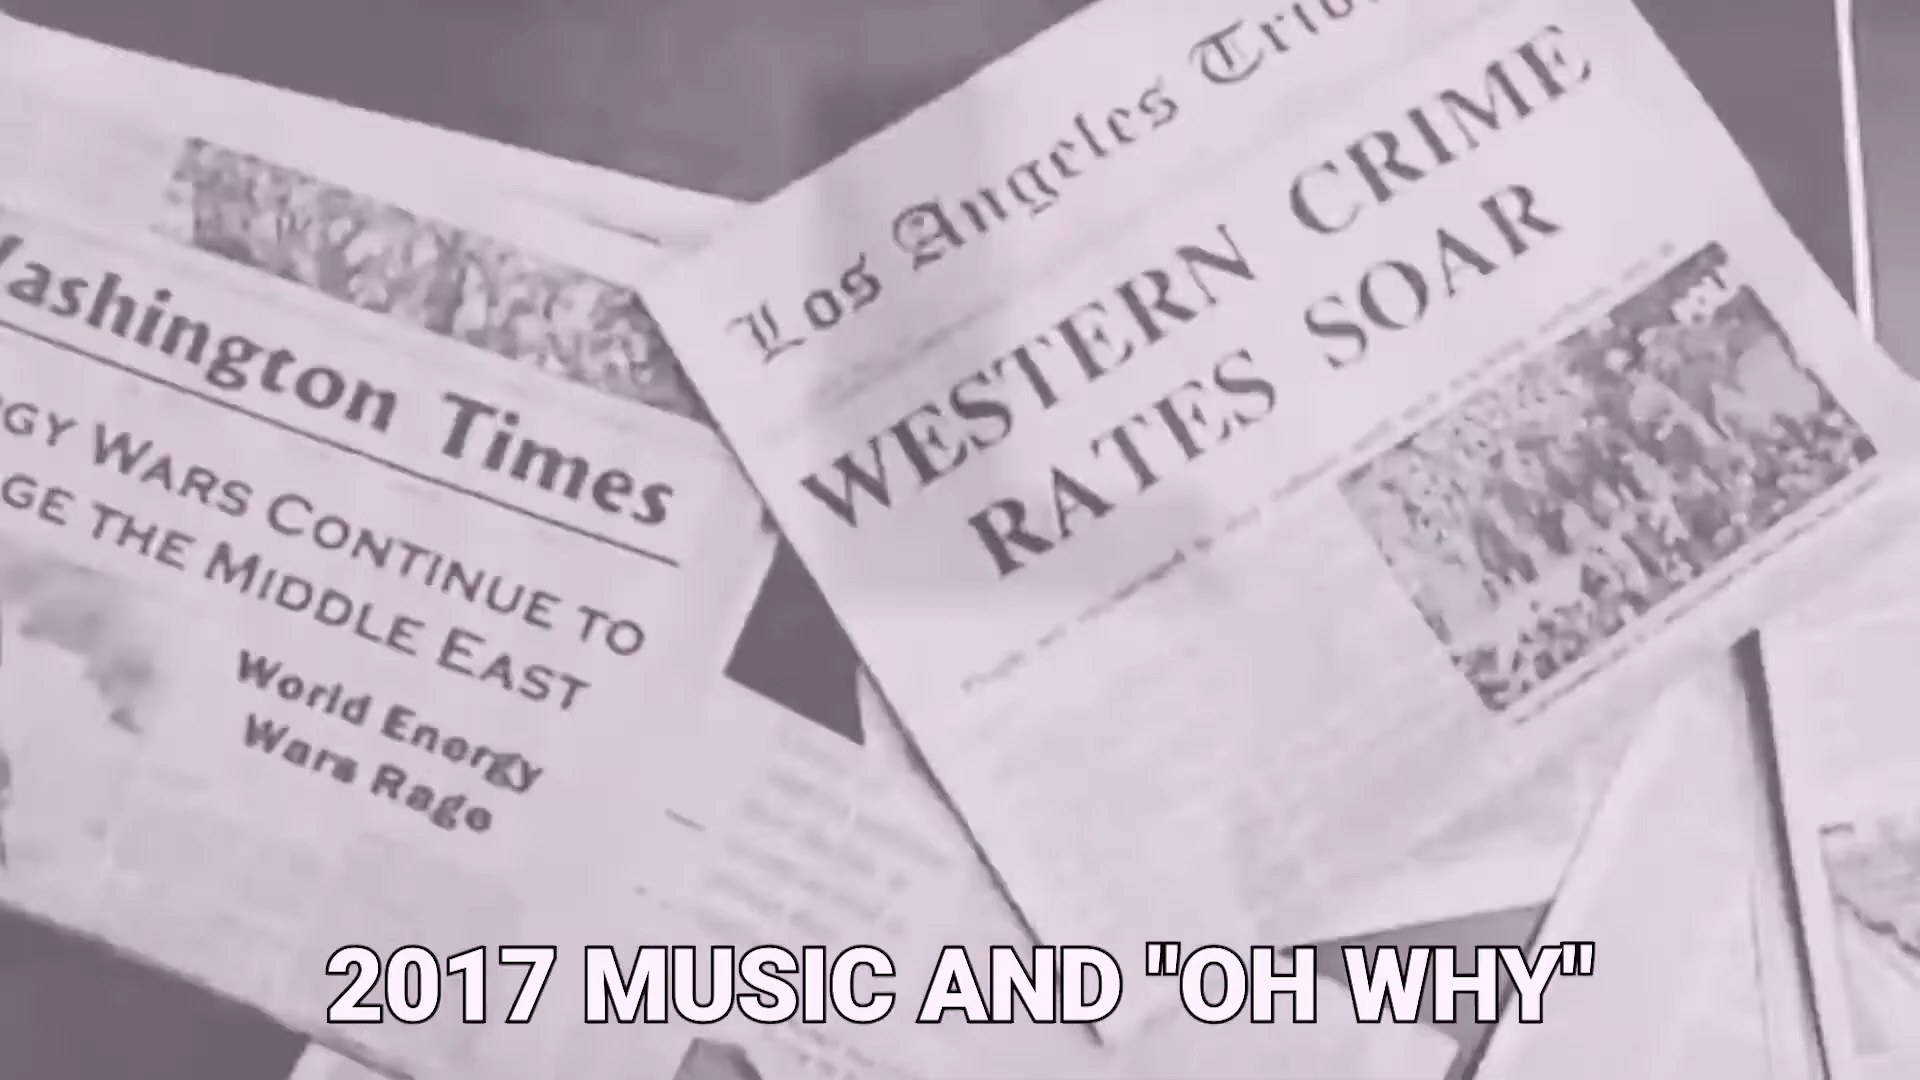 ashington Times
GY WARS CONTINUE TO
GE THE MIDDLE EAST
World Energy
Wars Rage
Los Angeles Trib
WESTERN CRIME
RATES SOAR
2017 MUSIC AND "OH WHY"